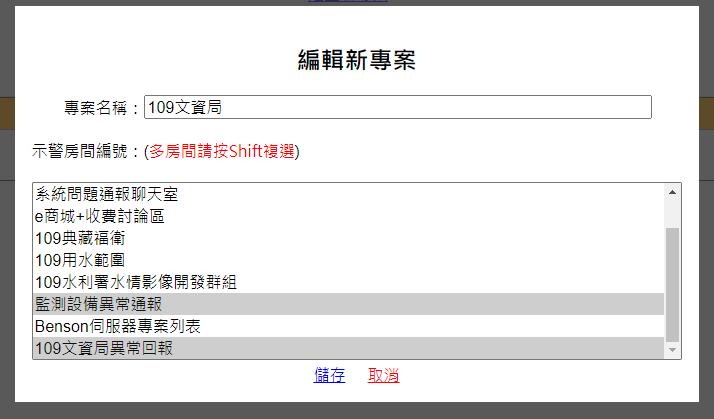 編輯新專案
專案名稱：109文資局
示警房間編號：(多房間請按Shift複選)
系統問題通報聊天室
e商城+收費討論區
109典藏福衛
109用水範圍
109水利署水情影像開發群組
監測設備異常通報
Benson伺服器專案列表
109文資局異常回報
儲存 取消